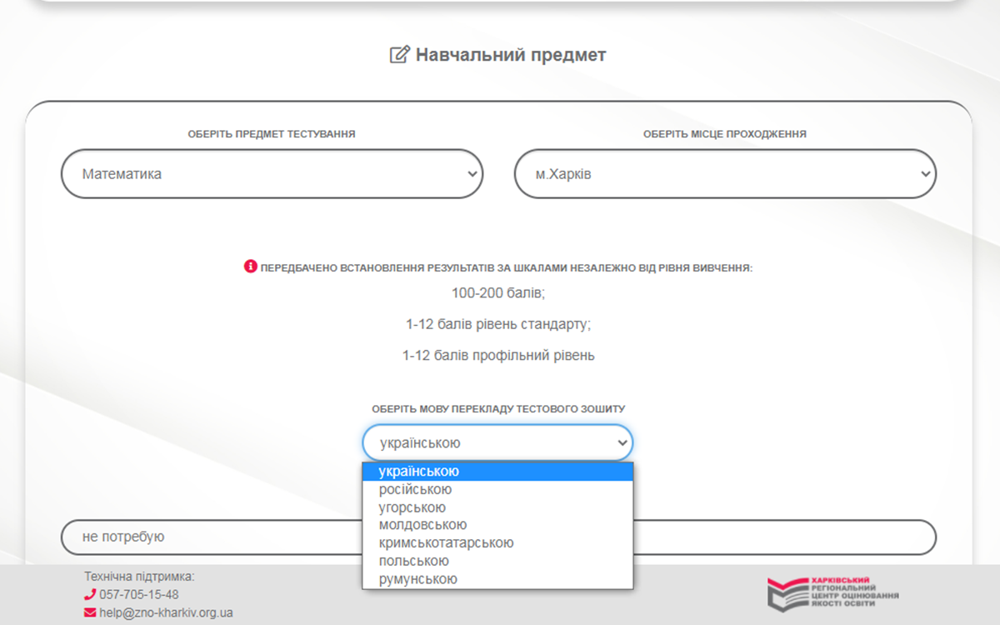 Навчальний предмет
ОБЕРІТЬ ПРЕДМЕТ ТЕСТУВАННЯ
Математика
ОБЕРІТЬ МІСЦЕ ПРОХОДЖЕННЯ
м.Харків
ПЕРЕДБАЧЕНО ВСТАНОВЛЕННЯ РЕЗУЛЬТАТІВ ЗА ШКАЛАМИ НЕЗАЛЕЖНО ВІД РІВНЯ ВИВЧЕННЯ:
100-200 балів;
1-12 балів рівень стандарту;
1-12 балів профільний рівень
ОБЕРІТЬ МОВУ ПЕРЕКЛАДУ ТЕСТОВОГО ЗОШИТУ
українською
українською
російською
угорською
молдовською
кримськотатарською
польською
румунською
не потребую
Технічна підтримка:
057-705-15-48
help@zno-kharkiv.org.ua
ХАРКІВСЬКИЙ
РЕГІОНАЛЬНИЙ
ЦЕНТР ОЦІНЮВАННЯ
ЯКОСТІ ОСВІТИ